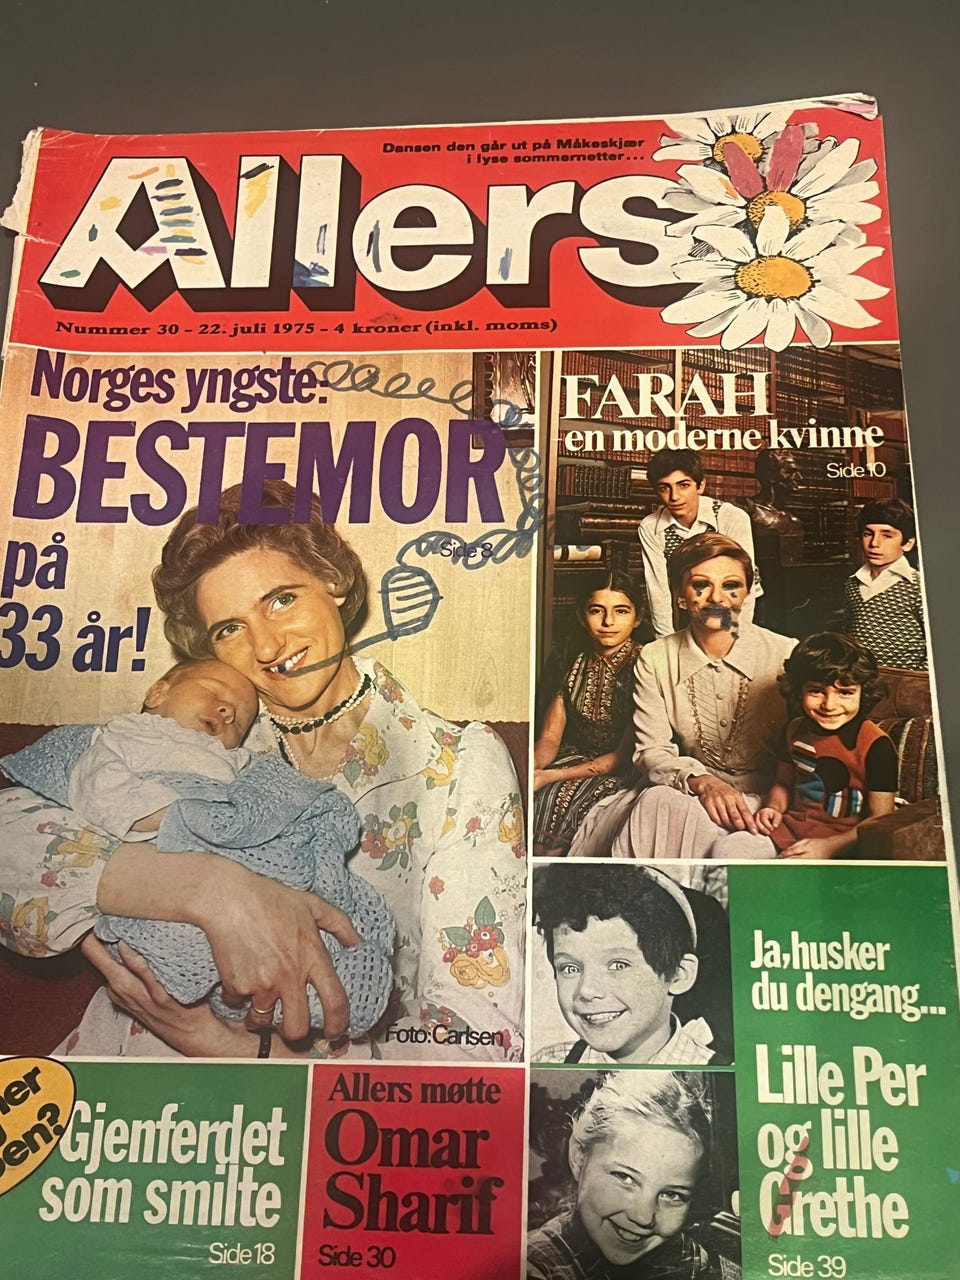 Dansen den går ut på Måkeskjær
i lyse sommernetter...
Allers
Nummer 30 - 22. juli 1975 - 4 kroner (inkl. moms)
Norges yngste:
BESTEMOR
Side 8
på
33 år!
Foto: Carlsen
FARAH
en moderne kvinne
Side 10
Ja, husker
du dengang...
Lille Per
og lille
Grethe
Side 39
Gjenferdet
som smilte
Side 18
Allers møtte
Omar
Sharif
Side 30